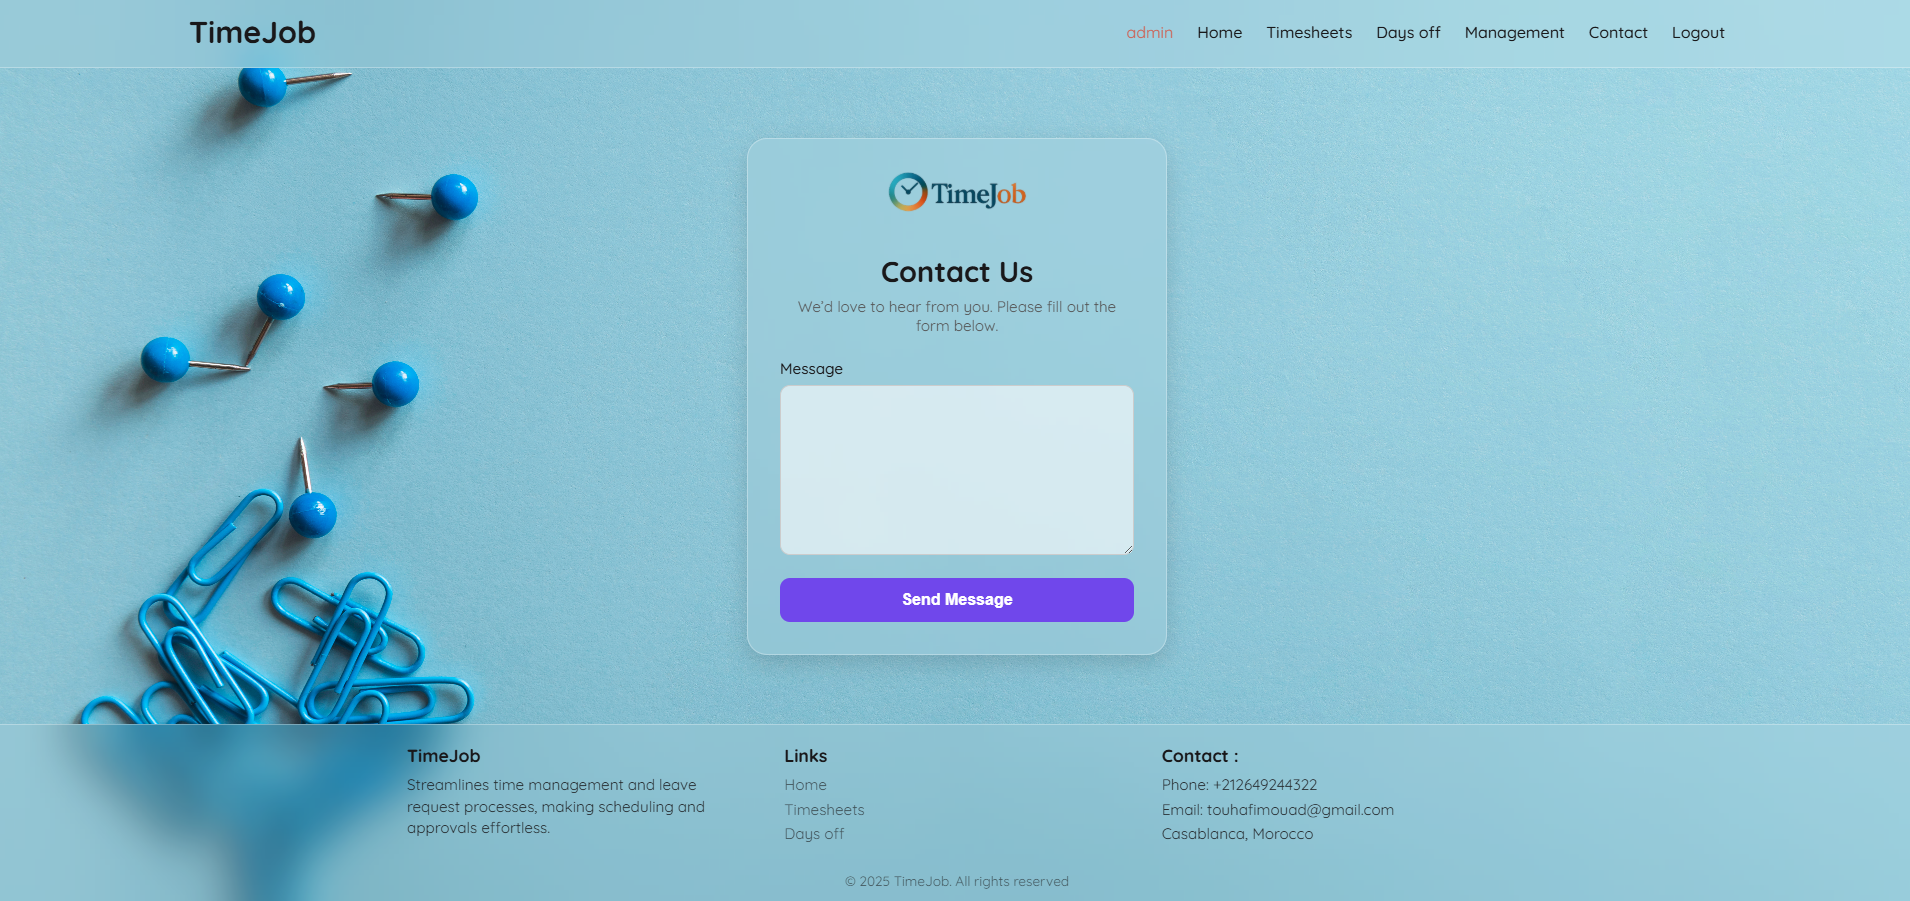 TimeJob
admin Home Timesheets Days off Management Contact Logout
TimeJob
Contact Us
We'd love to hear from you. Please fill out the
form below.
Message
Send Message
TimeJob
Streamlines time management and leave
request processes, making scheduling and
approvals effortless.
Links
Home
Timesheets
Days off
Contact :
Phone: +212649244322
Email: touhafimouad@gmail.com
Casablanca, Morocco
© 2025 TimeJob. All rights reserved